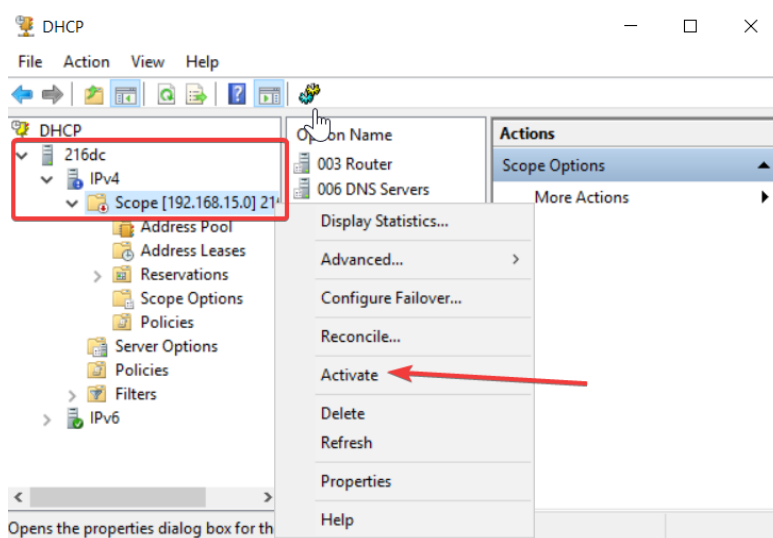 DHCP
File Action View Help
DHCP
216dc
IPv4
Scope [192.168.15.0] 21
Address Pool
Address Leases
Reservations
Scope Options
Policies
Server Options
Policies
Filters
IPv6
Option Name
003 Router
006 DNS Servers
Actions
Scope Options
More Actions
Display Statistics...
Advanced...
Configure Failover...
Reconcile...
Activate
Delete
Refresh
Properties
Help
Opens the properties dialog box for th